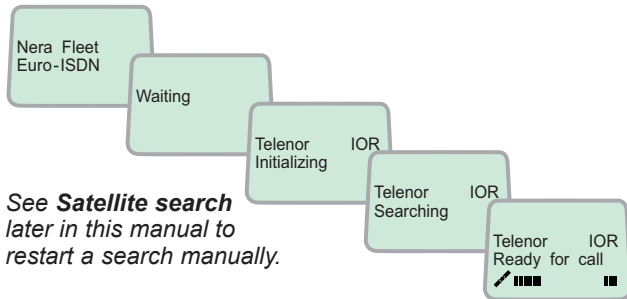 Nera Fleet
Euro-ISDN
Waiting
Telenor IOR
Initializing
Telenor IOR
Searching
Telenor IOR
Ready for call
See Satellite search
later in this manual to
restart a search manually.